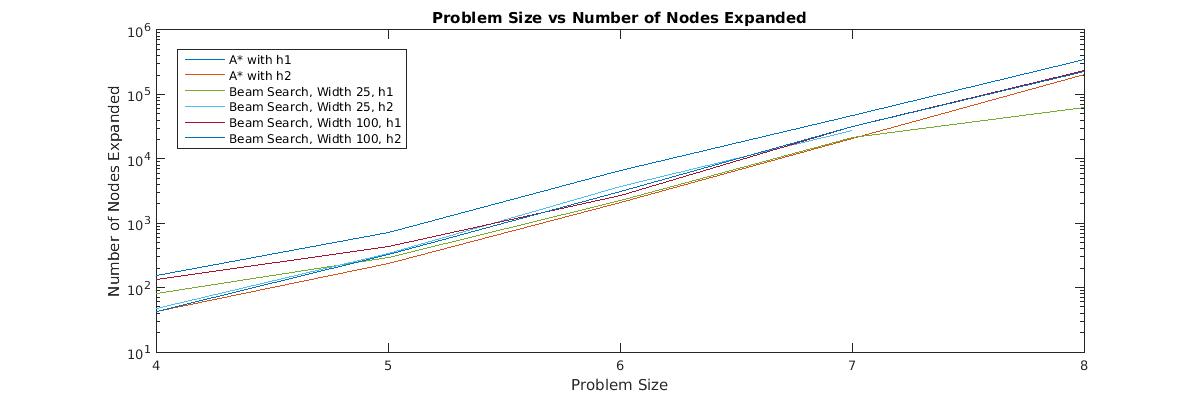 Problem Size vs Number of Nodes Expanded
10^6
10^5
10^4
10^3
10^2
10^1
Number of Nodes Expanded
A* with h1
A* with h2
Beam Search, Width 25, h1
Beam Search, Width 25, h2
Beam Search, Width 100, h1
Beam Search, Width 100, h2
4 5 6 7 8
Problem Size